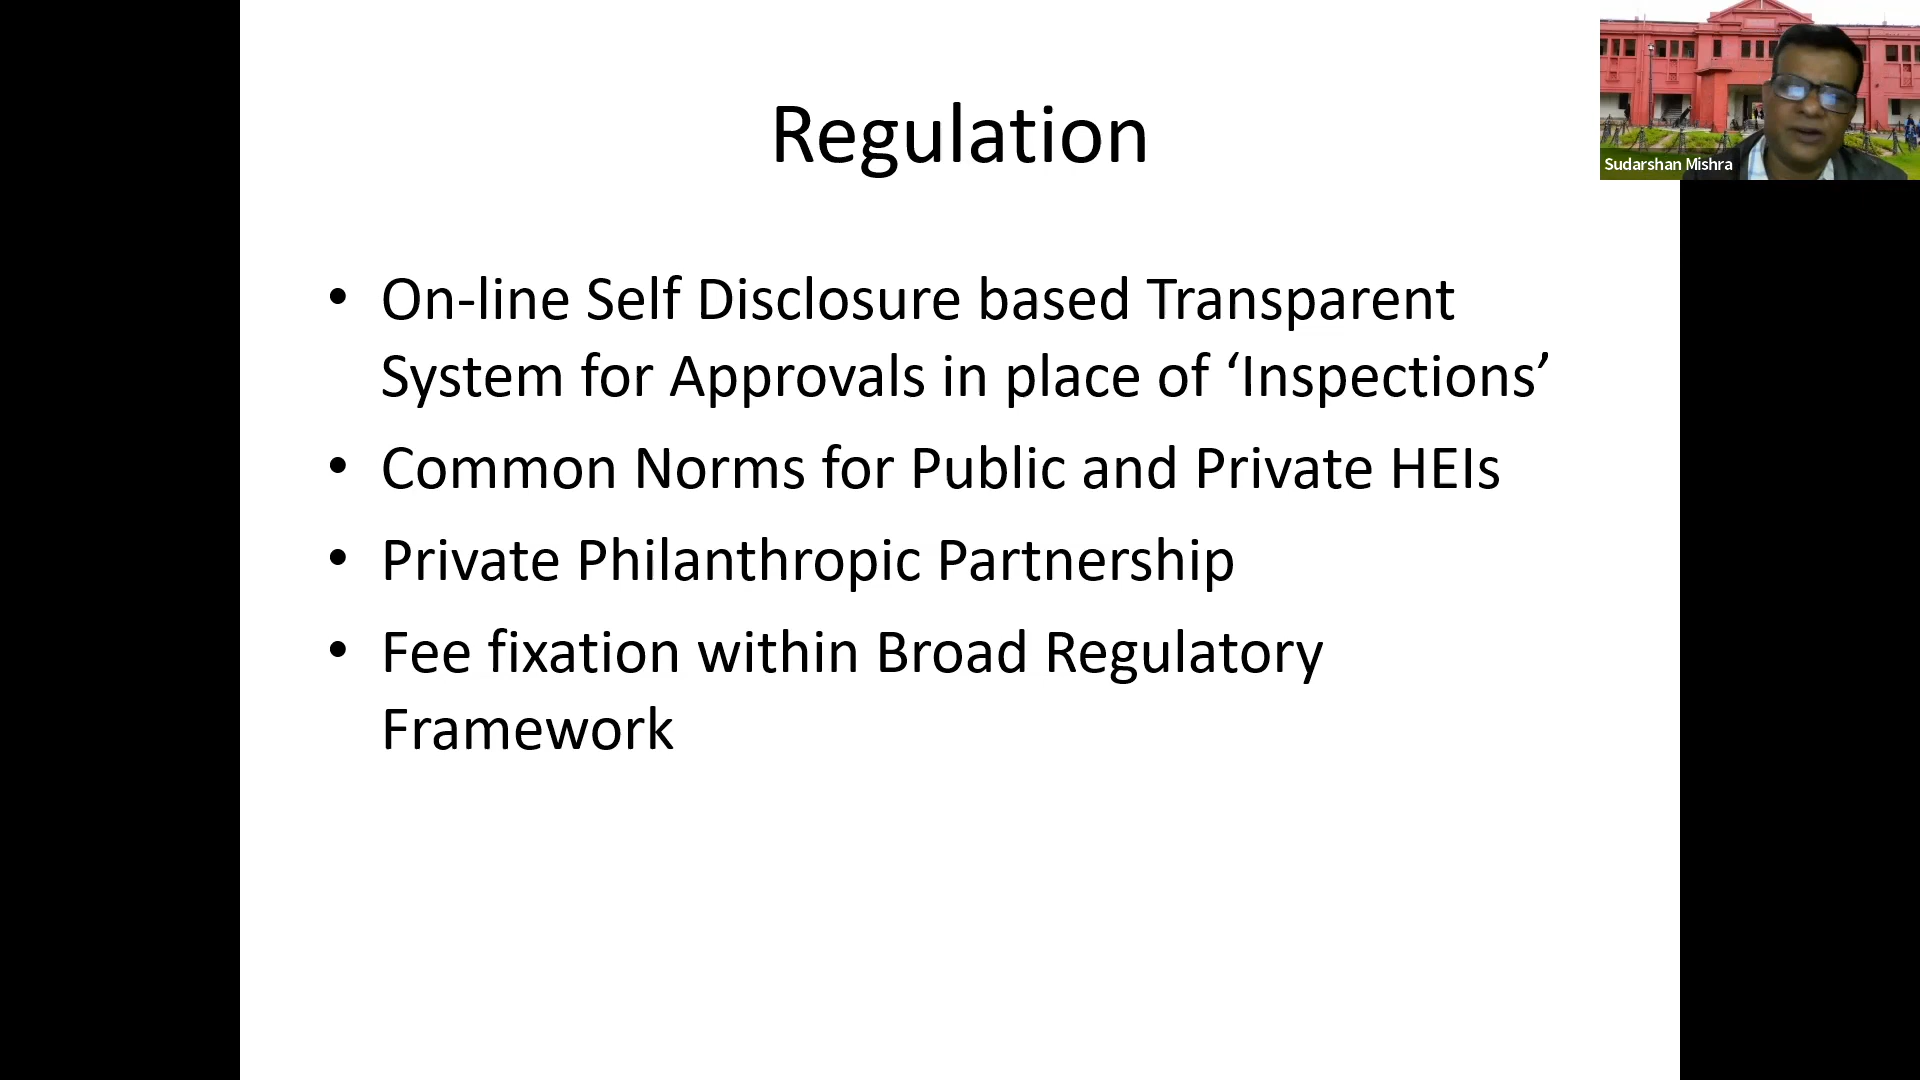 Regulation
Sudarshan Mishra
• On-line Self Disclosure based Transparent
System for Approvals in place of ‘Inspections’
• Common Norms for Public and Private HEIs
• Private Philanthropic Partnership
• Fee fixation within Broad Regulatory
Framework